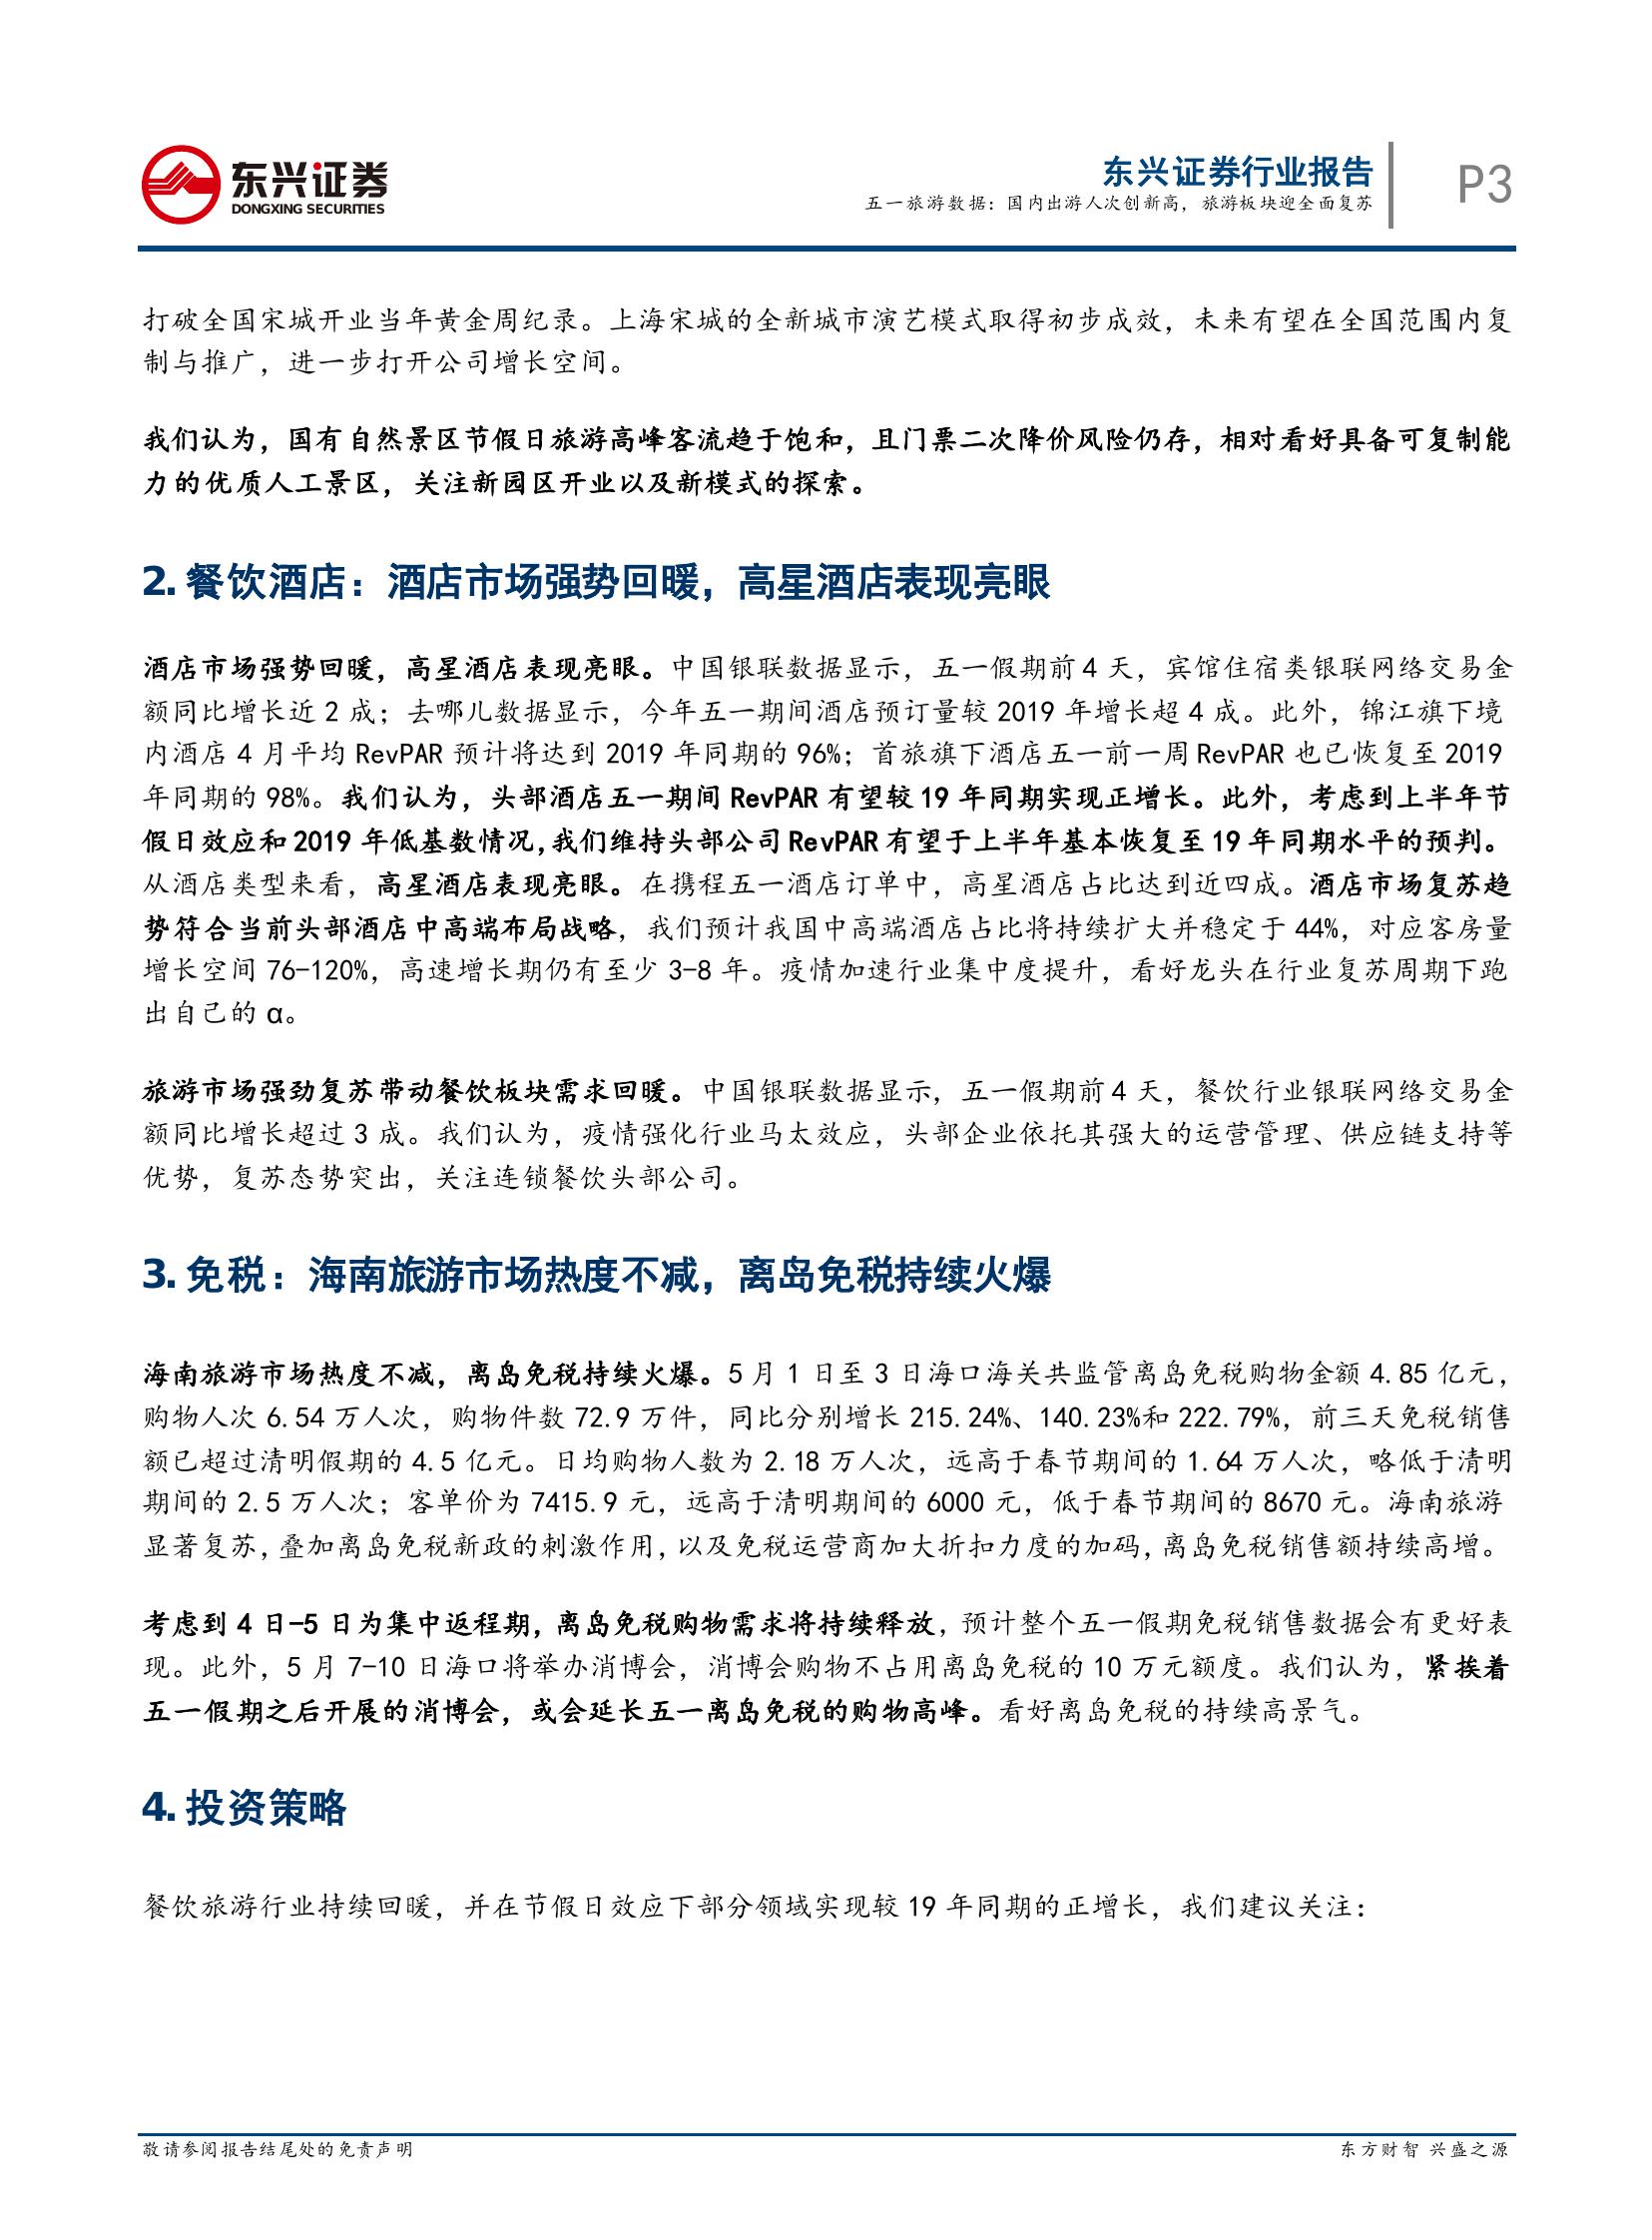 东兴证券
DONGXING SECURITIES
东兴证券行业报告
五一旅游数据：国内出游人次创新高，旅游板块迎全面复苏
P3
打破全国宋城开业当年黄金周纪录。上海宋城的全新城市演艺模式取得初步成效，未来有望在全国范围内复
制与推广，进一步打开公司增长空间。
我们认为，国有自然景区节假日旅游高峰客流趋于饱和，且门票二次降价风险仍存，相对看好具备可复制能
力的优质人工景区，关注新园区开业以及新模式的探索。
2. 餐饮酒店：酒店市场强势回暖，高星酒店表现亮眼
酒店市场强势回暖，高星酒店表现亮眼。中国银联数据显示，五一假期前 4 天，宾馆住宿类银联网络交易金
额同比增长近 2 成；去哪儿数据显示，今年五一期间酒店预订量较 2019 年增长超 4 成。此外，锦江旗下境
内酒店 4 月平均 RevPAR 预计将达到 2019 年同期的 96%；首旅旗下酒店五一前一周 RevPAR 也已恢复至 2019
年同期的 98%。我们认为，头部酒店五一期间 RevPAR 有望较 19 年同期实现正增长。此外，考虑到上半年节
假日效应和 2019 年低基数情况，我们维持头部公司 RevPAR 有望于上半年基本恢复至 19 年同期水平的预判。
从酒店类型来看，高星酒店表现亮眼。在携程五一酒店订单中，高星酒店占比达到近四成。酒店市场复苏趋
势符合当前头部酒店中高端布局战略，我们预计我国中高端酒店占比将持续扩大并稳定于 44%，对应客房量
增长空间 76-120%，高速增长期仍有至少 3-8 年。疫情加速行业集中度提升，看好龙头在行业复苏周期下跑
出自己的 α。
旅游市场强劲复苏带动餐饮板块需求回暖。中国银联数据显示，五一假期前 4 天，餐饮行业银联网络交易金
额同比增长超过 3 成。我们认为，疫情强化行业马太效应，头部企业依托其强大的运营管理、供应链支持等
优势，复苏态势突出，关注连锁餐饮头部公司。
3. 免税：海南旅游市场热度不减，离岛免税持续火爆
海南旅游市场热度不减，离岛免税持续火爆。5 月 1 日至 3 日海口海关共监管离岛免税购物金额 4.85 亿元，
购物人次 6.54 万人次，购物件数 72.9 万件，同比分别增长 215.24%、140.23%和 222.79%，前三天免税销售
额已超过清明假期的 4.5 亿元。日均购物人数为 2.18 万人次，远高于春节期间的 1.64 万人次，略低于清明
期间的 2.5 万人次；客单价为 7415.9 元，远高于清明期间的 6000 元，低于春节期间的 8670 元。海南旅游
显著复苏，叠加离岛免税新政的刺激作用，以及免税运营商加大折扣力度的加码，离岛免税销售额持续高增。
考虑到 4 日-5 日为集中返程期，离岛免税购物需求将持续释放，预计整个五一假期免税销售数据会有更好表
现。此外，5 月 7-10 日海口将举办消博会，消博会购物不占用离岛免税的 10 万元额度。我们认为，紧挨着
五一假期之后开展的消博会，或会延长五一离岛免税的购物高峰。看好离岛免税的持续高景气。
4. 投资策略
餐饮旅游行业持续回暖，并在节假日效应下部分领域实现较 19 年同期的正增长，我们建议关注：
敬请参阅报告结尾处的免责声明
东方财智 兴盛之源